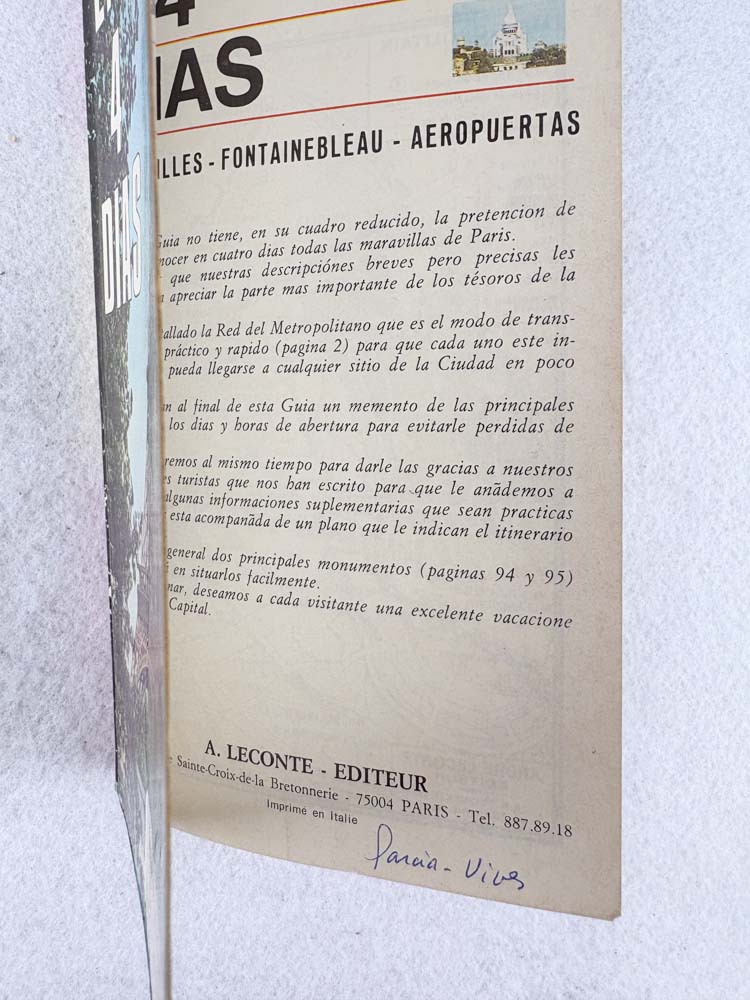 4
DIAS
4
IAS
ILLES - FONTAINEBLEAU - AEROPUERTAS
Guia no tiene, en su cuadro reducido, la pretencion de
nocer en cuatro dias todas las maravillas de Paris.
que nuestras descripciónes breves pero precisas les
a apreciar la parte mas importante de los tésoros de la
allado la Red del Metropolitano que es el modo de trans-
práctico y rapido (pagina 2) para que cada uno este in-
pueda llegarse a cualquier sitio de la Ciudad en poco
an al final de esta Guia un memento de las principales
los dias y horas de abertura para evitarle perdidas de
remos al mismo tiempo para darle las gracias a nuestros
es turistas que nos han escrito para que le anãdemos a
algunas informaciones suplementarias que sean practicas
esta acompanãda de un plano que le indican el itinerario
general dos principales monumentos (paginas 94 y 95)
en situarlos facilmente.
nar, deseamos a cada visitante una excelente vacacione
Capital.
A. LECONTE - EDITEUR
Sainte-Croix-de-la Bretonnerie - 75004 PARIS - Tel. 887.89.18
Imprimé en Italie
Garcia - Vives